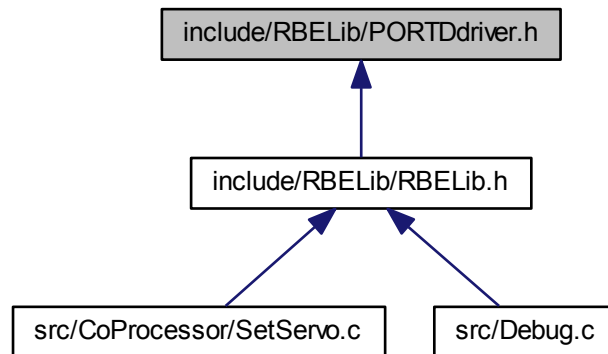 include/RBELib/PORTDdriver.h
include/RBELib/RBELib.h
src/CoProcessor/SetServo.c
src/Debug.c